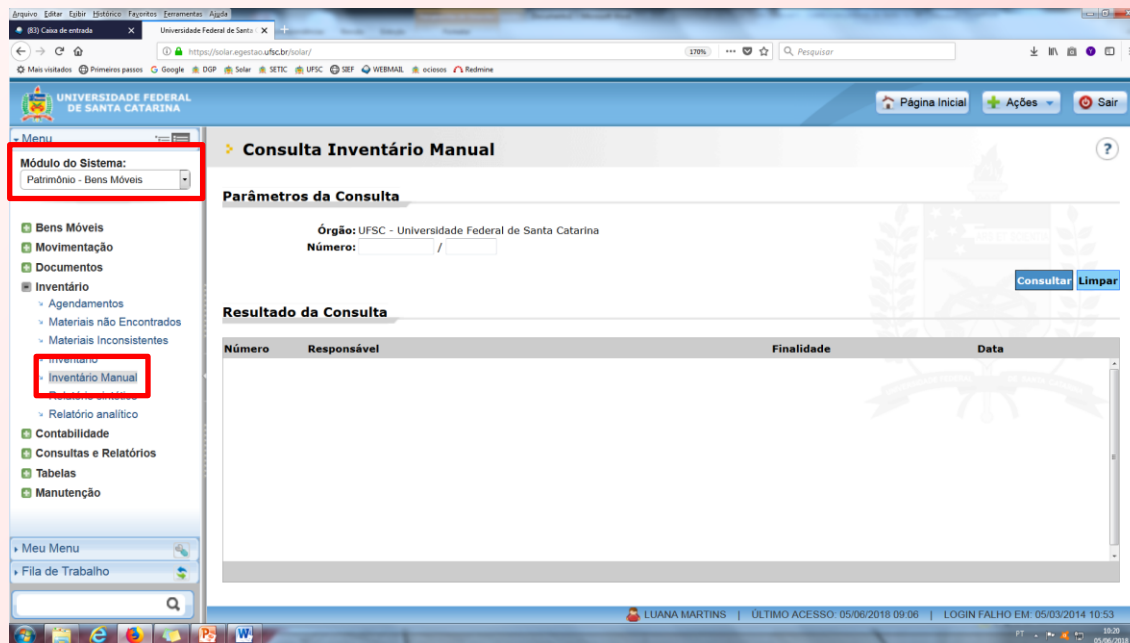 Arquivo Editar Exibir Histórico Favoritos Ferramentas Ajuda
(83) Caixa de entrada X Universidade Federal de Santa X
https://solar.egestao.ufsc.br/solar/ 170% Pesquisar
Mais visitados Primeiros passos Google DGP Solar SETIC UFSC SIEF WEBMAIL ociosos Redmine
UNIVERSIDADE FEDERAL
DE SANTA CATARINA
Página Inicial Ações Sair
Menu
Módulo do Sistema:
Patrimônio - Bens Móveis
Bens Móveis
Movimentação
Documentos
Inventário
Agendamentos
Materiais não Encontrados
Materiais Inconsistentes
Inventário
Inventário Manual
Relatório sintético
Relatório analítico
Contabilidade
Consultas e Relatórios
Tabelas
Manutenção
Meu Menu
Fila de Trabalho
Consulta Inventário Manual ?
Parâmetros da Consulta
Órgão: UFSC - Universidade Federal de Santa Catarina
Número: /
Consultar Limpar
Resultado da Consulta
Número Responsável Finalidade Data
LUANA MARTINS | ÚLTIMO ACESSO: 05/06/2018 09:06 | LOGIN FALHO EM: 05/03/2014 10:53
PT 10:20
05/06/2018